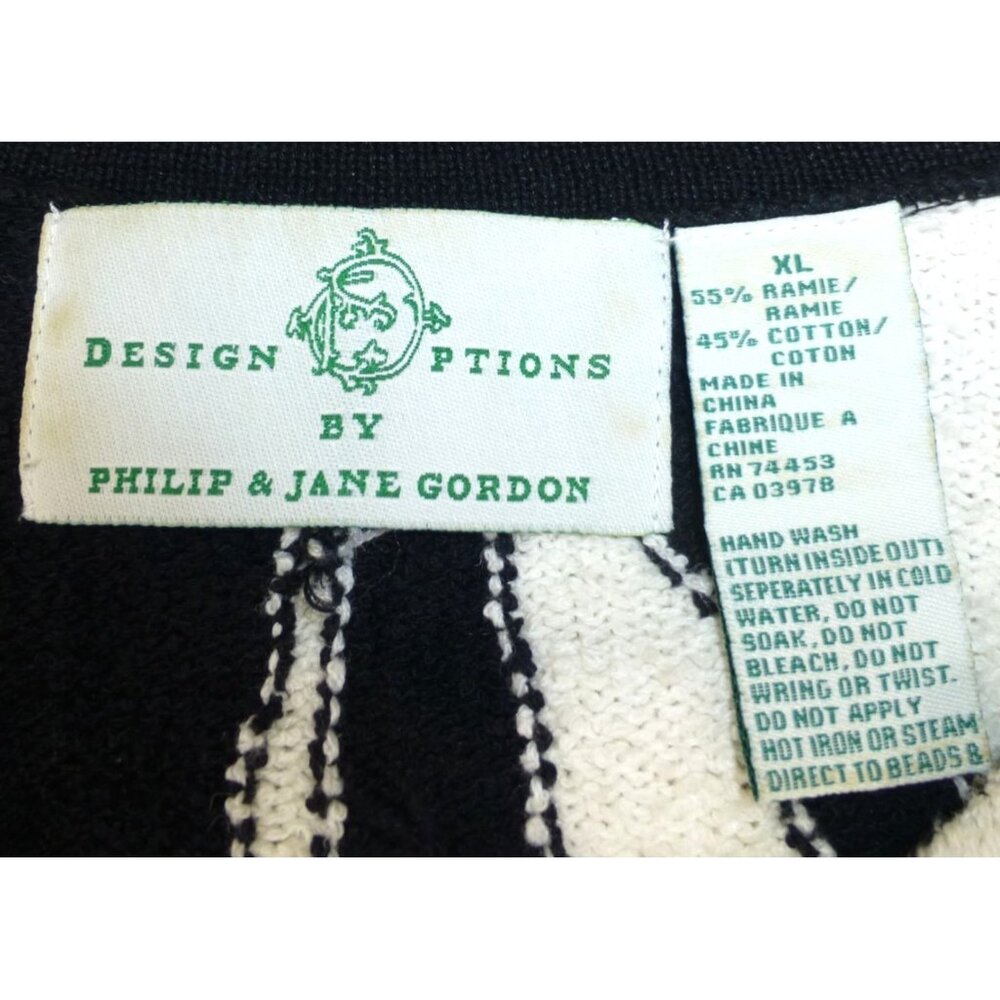 DESIGN OPTIONS
BY
PHILIP & JANE GORDON
XL
55% RAMIE/
RAMIE
45% COTTON/
COTON
MADE IN
CHINA
FABRIQUE A
CHINE
RN 74453
CA 03978
HAND WASH
(TURN INSIDE OUT)
SEPERATELY IN COLD
WATER, DO NOT
SOAK, DO NOT
BLEACH, DO NOT
WRING OR TWIST.
DO NOT APPLY
HOT IRON OR STEAM
DIRECT TO BEADS &